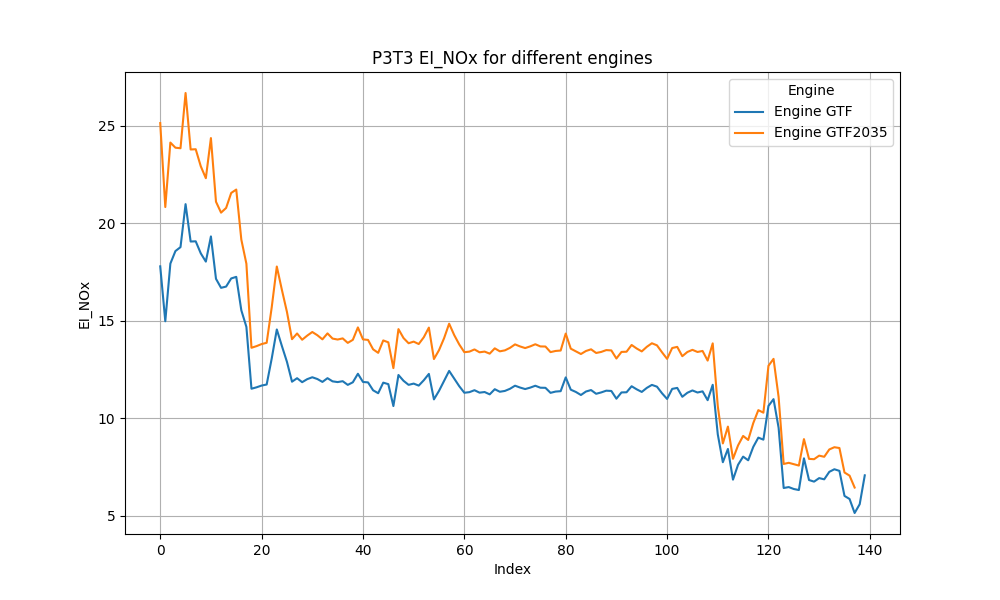 P3T3 EI_NOx for different engines
Engine
Engine GTF
Engine GTF2035
EI_NOx
25
20
15
10
5
0 20 40 60 80 100 120 140
Index